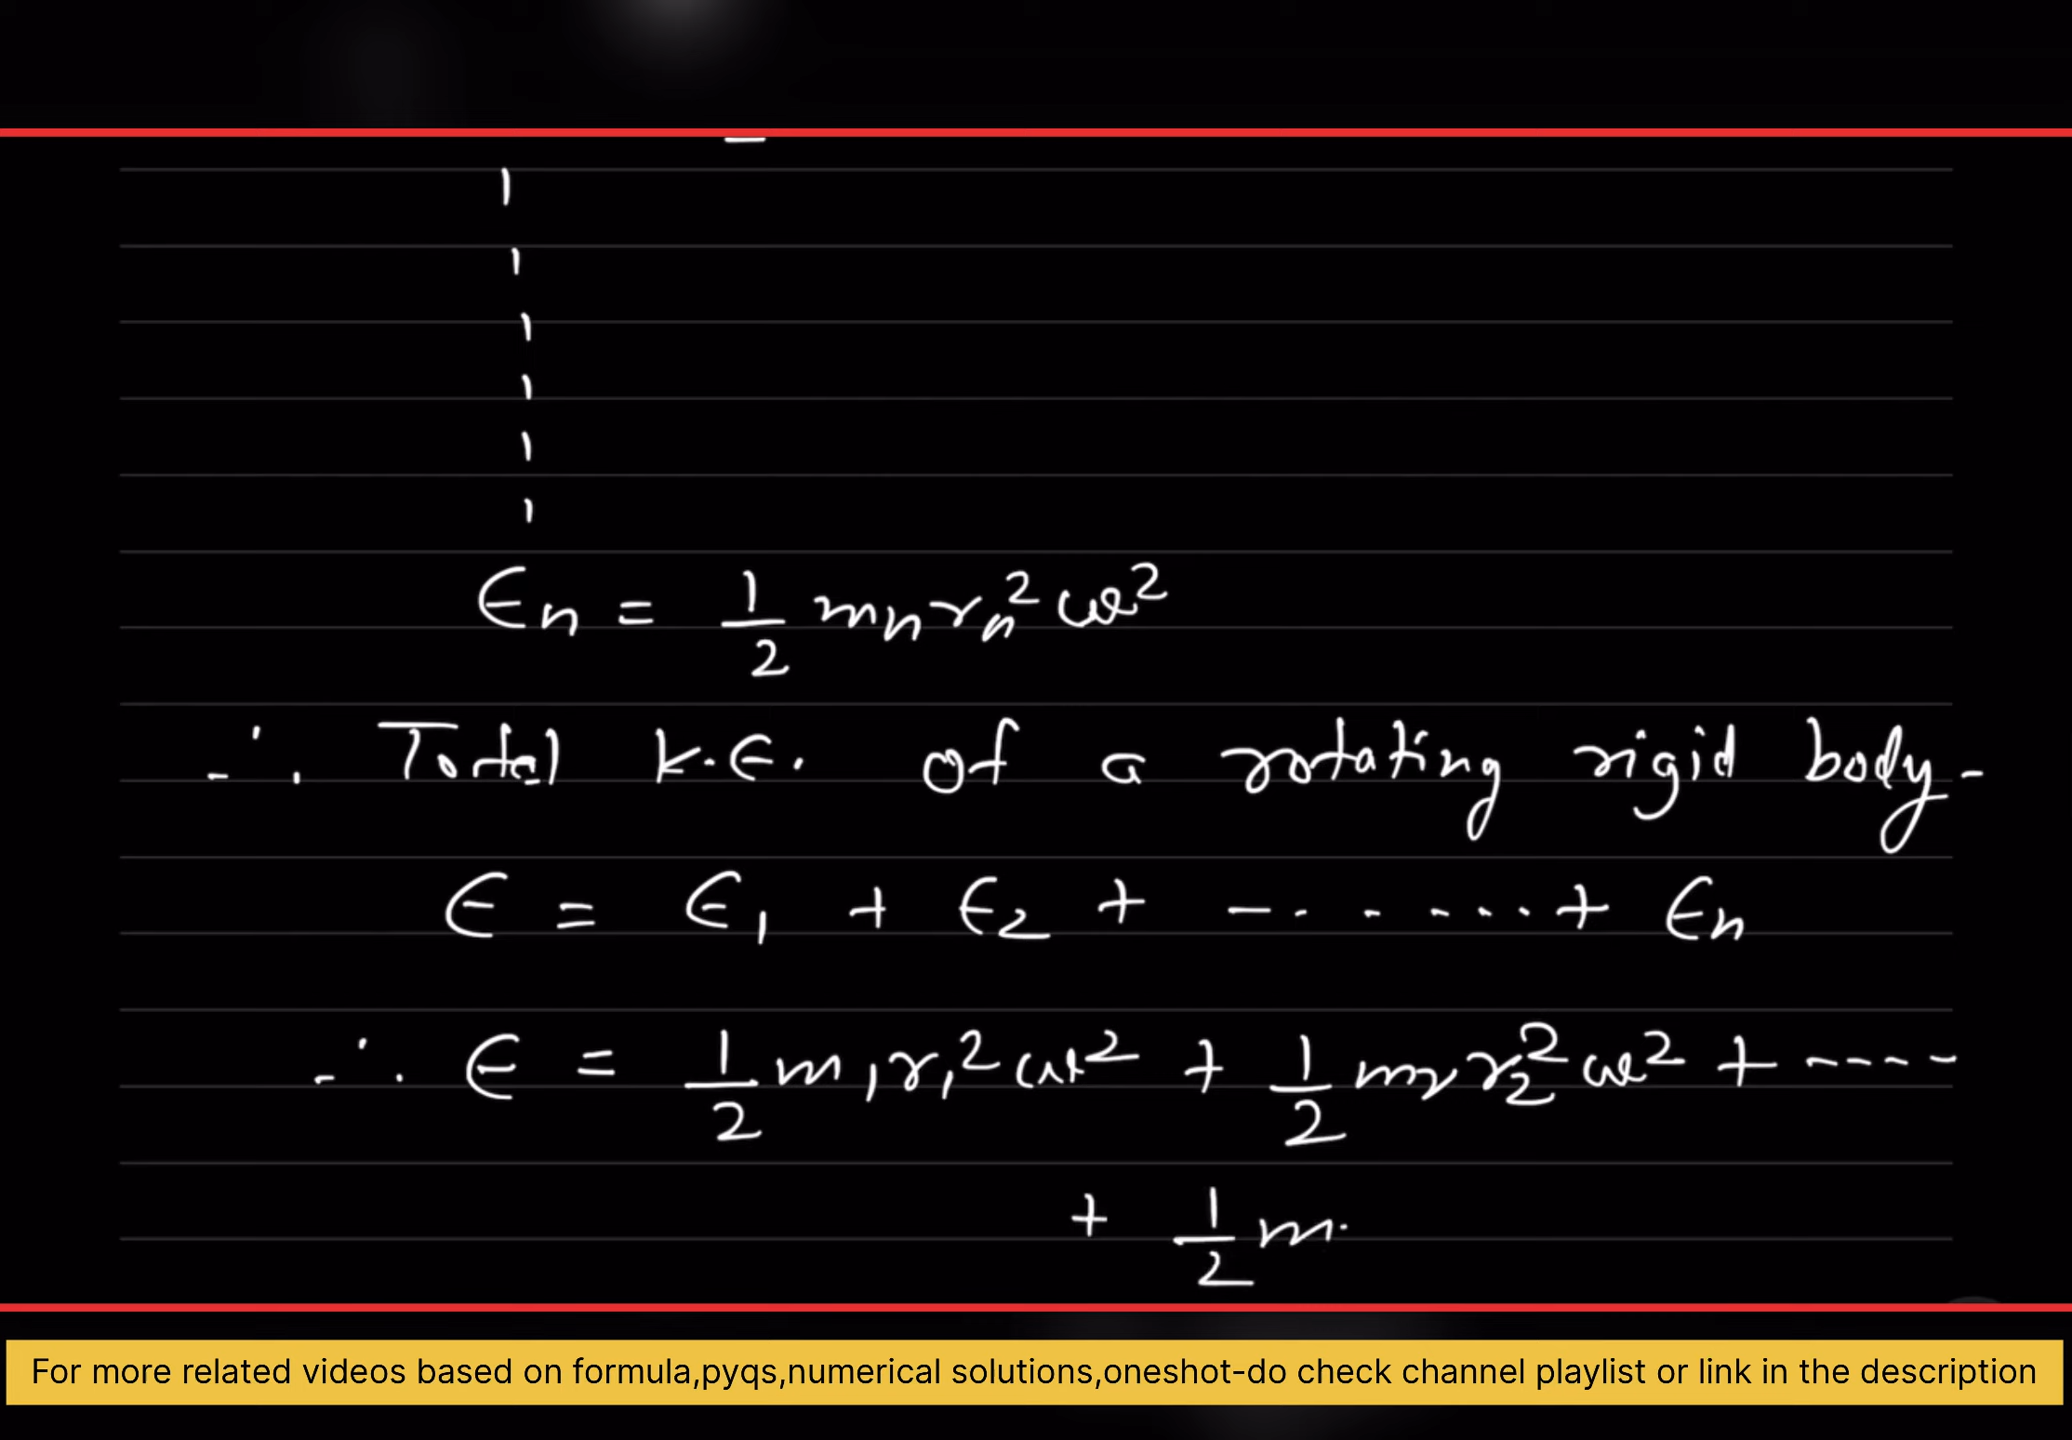 En = 1/2 mn rn² ω²
∴ Total K.E. of a rotating rigid body-
E = E1 + E2 + - - - - - - + En
∴ E = 1/2 m1 r1² ω² + 1/2 m2 r2² ω² + ----
+ 1/2 m
For more related videos based on formula,pyqs,numerical solutions,oneshot-do check channel playlist or link in the description